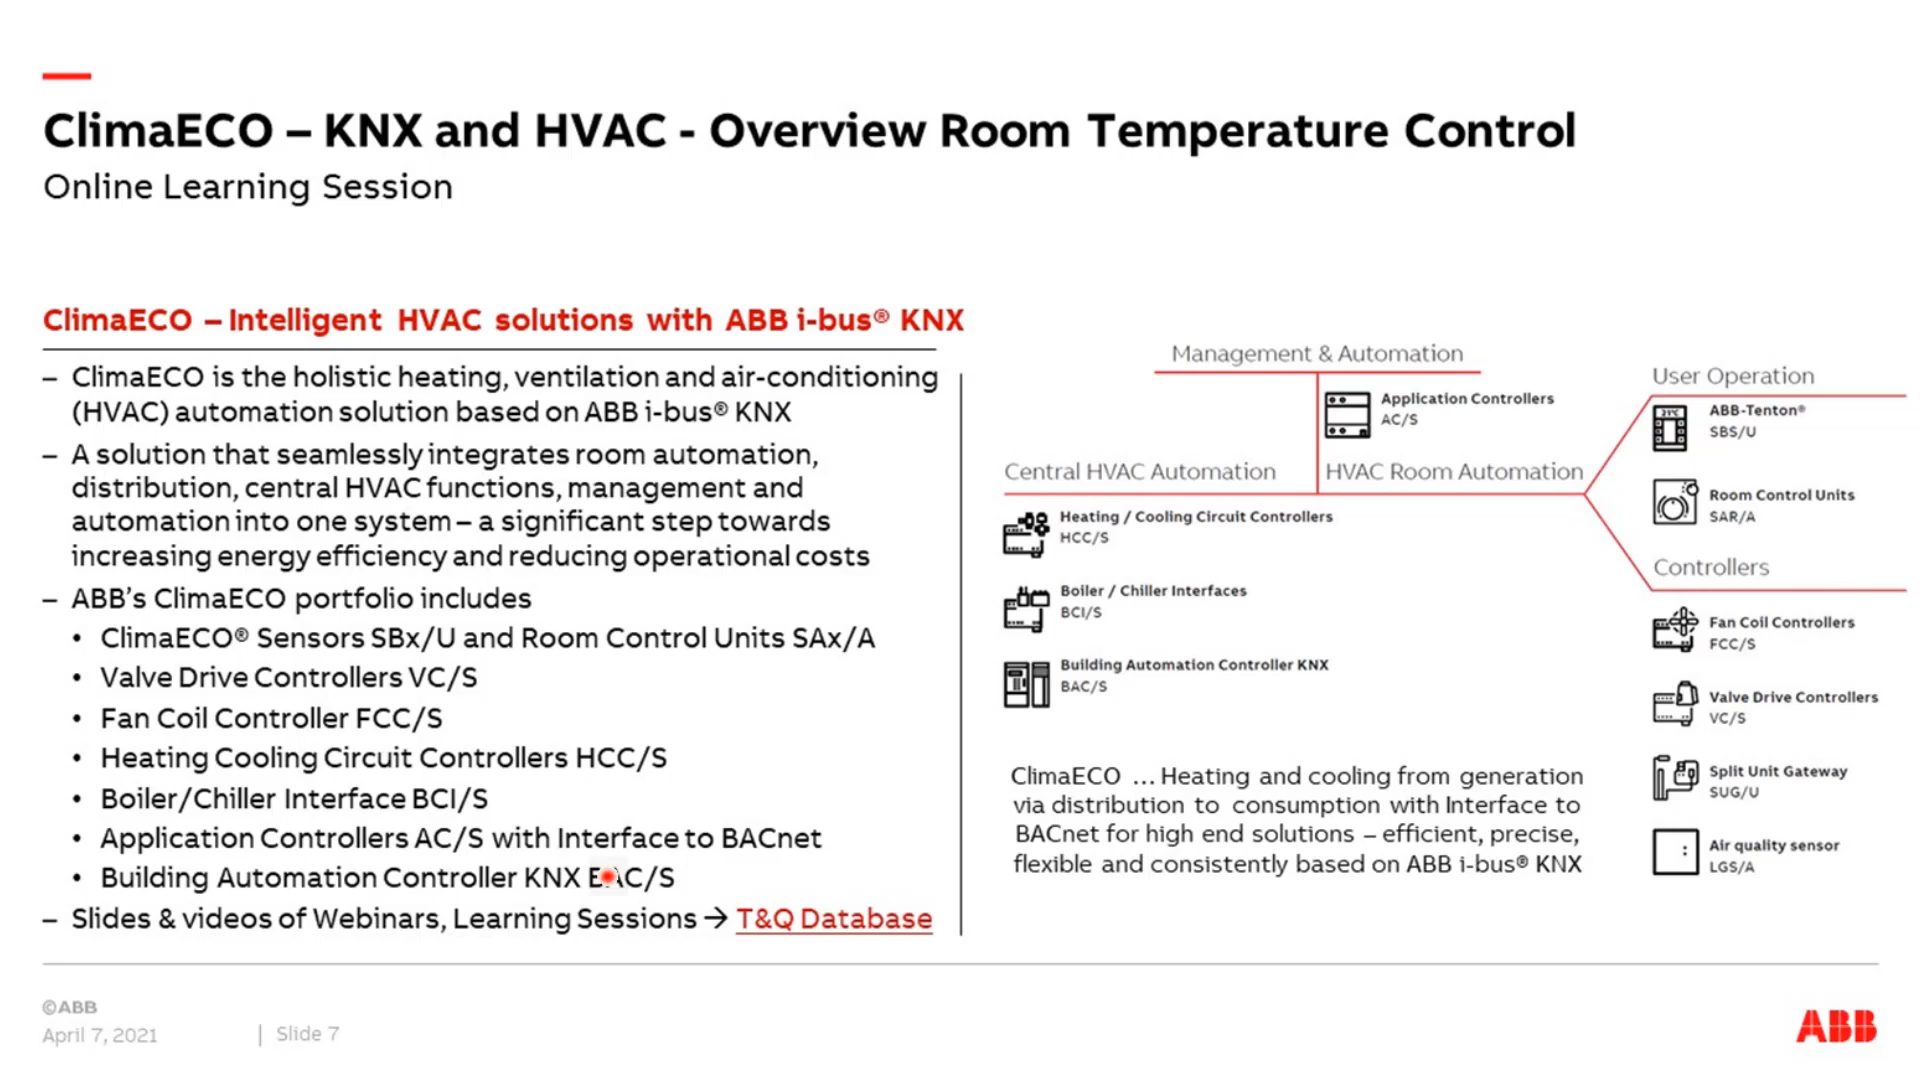 ClimaECO – KNX and HVAC - Overview Room Temperature Control
Online Learning Session
ClimaECO – Intelligent HVAC solutions with ABB i-bus® KNX
– ClimaECO is the holistic heating, ventilation and air-conditioning
(HVAC) automation solution based on ABB i-bus® KNX
– A solution that seamlessly integrates room automation,
distribution, central HVAC functions, management and
automation into one system – a significant step towards
increasing energy efficiency and reducing operational costs
– ABB's ClimaECO portfolio includes
• ClimaECO® Sensors SBx/U and Room Control Units SAx/A
• Valve Drive Controllers VC/S
• Fan Coil Controller FCC/S
• Heating Cooling Circuit Controllers HCC/S
• Boiler/Chiller Interface BCI/S
• Application Controllers AC/S with Interface to BACnet
• Building Automation Controller KNX BAC/S
– Slides & videos of Webinars, Learning Sessions → T&Q Database
Management & Automation
Application Controllers
AC/S
Central HVAC Automation
HVAC Room Automation
Heating / Cooling Circuit Controllers
HCC/S
Boiler / Chiller Interfaces
BCI/S
Building Automation Controller KNX
BAC/S
ClimaECO ... Heating and cooling from generation
via distribution to consumption with Interface to
BACnet for high end solutions – efficient, precise,
flexible and consistently based on ABB i-bus® KNX
User Operation
21°C
ABB-Tenton®
SBS/U
Room Control Units
SAR/A
Controllers
Fan Coil Controllers
FCC/S
Valve Drive Controllers
VC/S
Split Unit Gateway
SUG/U
Air quality sensor
LGS/A
©ABB
April 7, 2021 | Slide 7
ABB